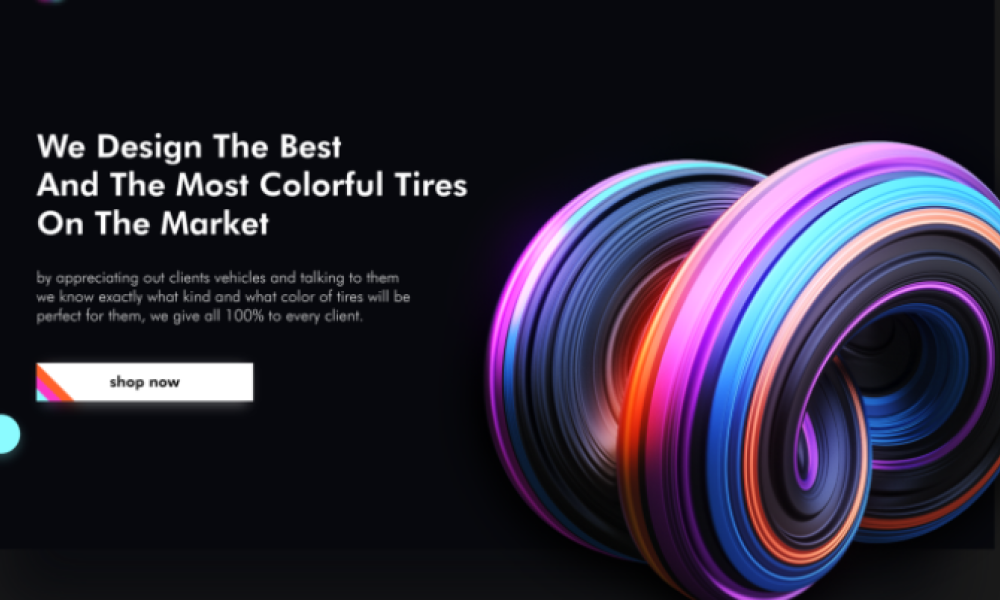 We Design The Best
And The Most Colorful Tires
On The Market
by appreciating out clients vehicles and talking to them
we know exactly what kind and what color of tires will be
perfect for them, we give all 100% to every client.
shop now